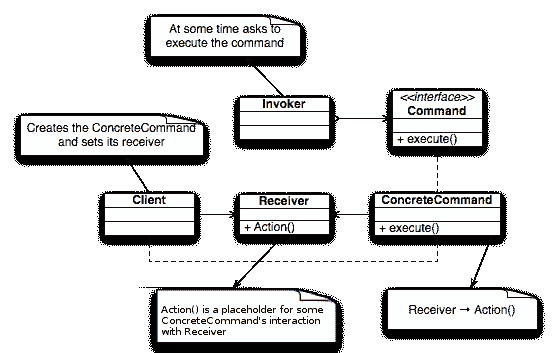 At some time asks to
execute the command
Invoker
<<interface>>
Command
+ execute()
Creates the ConcreteCommand
and sets its receiver
Client
Receiver
+ Action()
ConcreteCommand
+ execute()
Action() is a placeholder for some
ConcreteCommand's interaction
with Receiver
Receiver → Action()